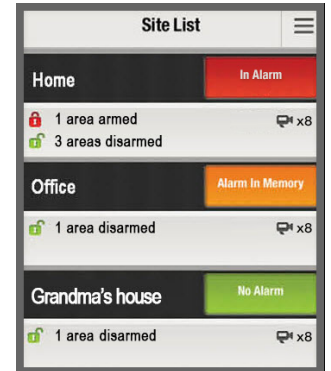 Site List
Home
In Alarm
1 area armed
x8
3 areas disarmed
Office
Alarm In Memory
1 area disarmed
x8
Grandma's house
No Alarm
1 area disarmed
x8